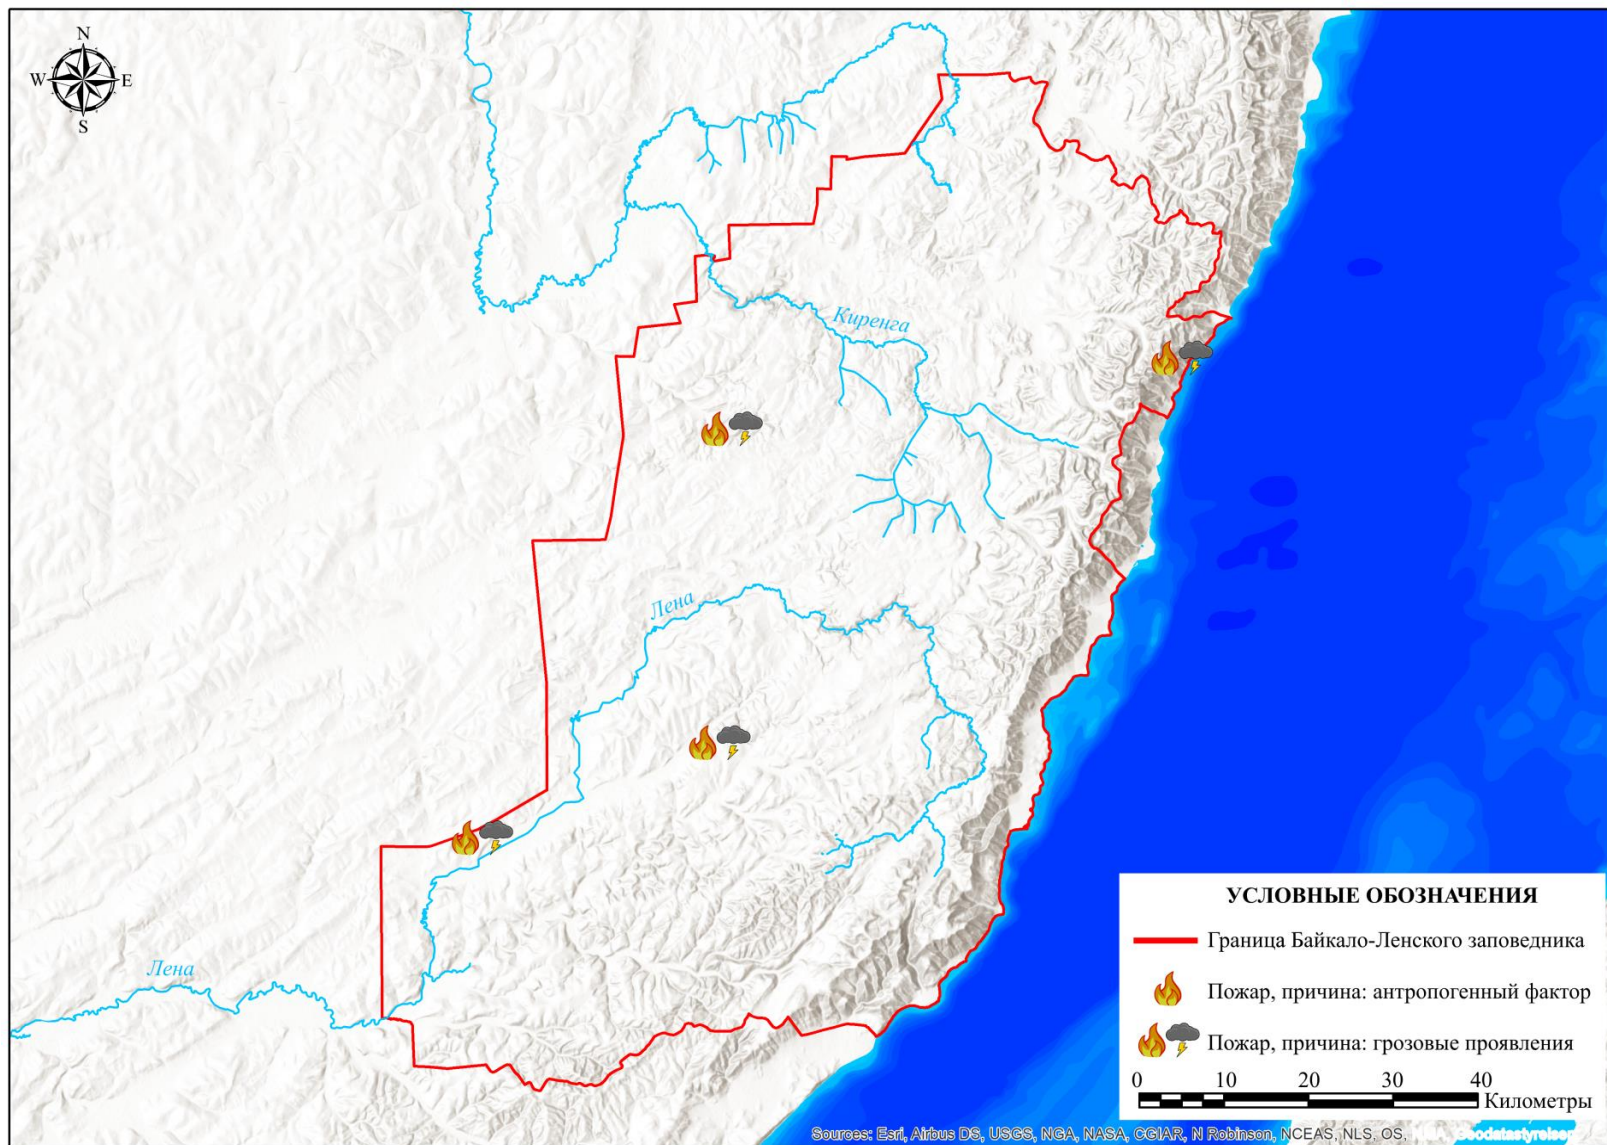 N
W E
S
Киренга
Лена
Лена
УСЛОВНЫЕ ОБОЗНАЧЕНИЯ
Граница Байкало-Ленского заповедника
Пожар, причина: антропогенный фактор
Пожар, причина: грозовые проявления
0 10 20 30 40
Километры
Sources: Esri, Airbus DS, USGS, NGA, NASA, CGIAR, N Robinson, NCEAS, NLS, OS,